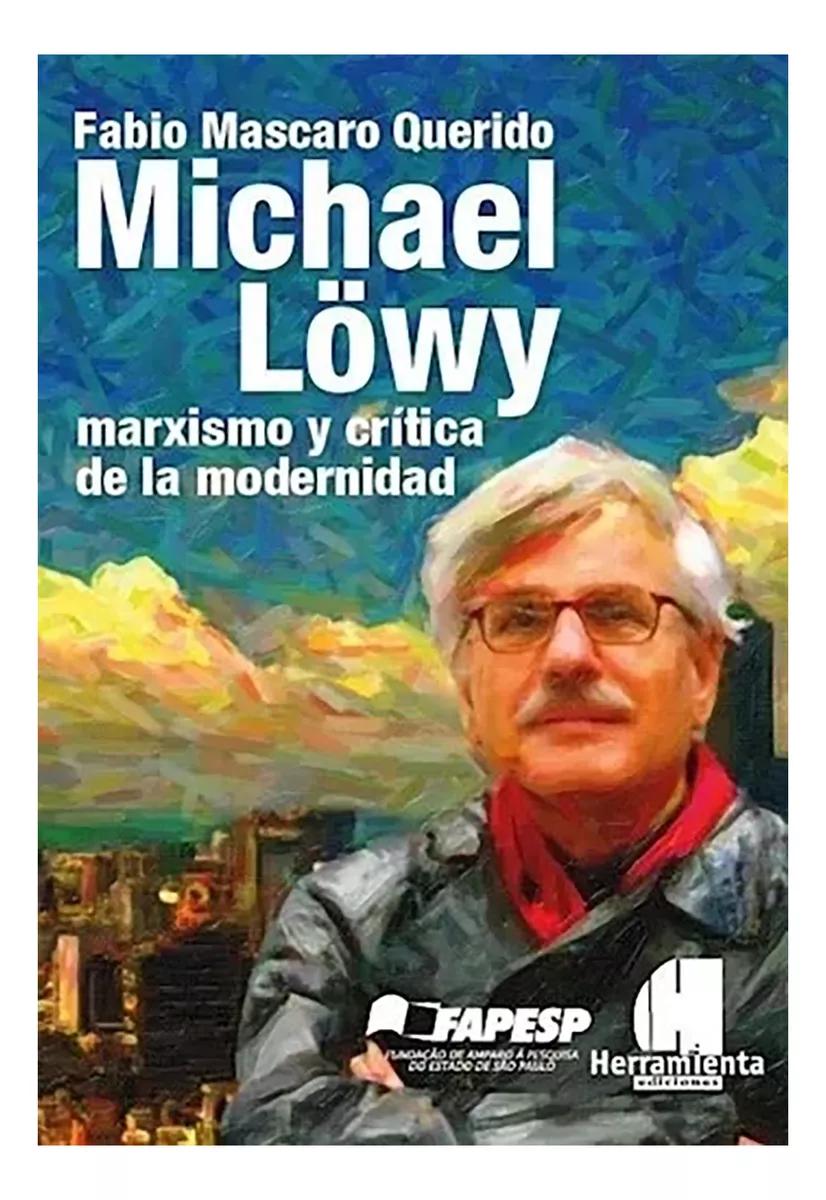 Fabio Mascaro Querido
Michael
Löwy
marxismo y crítica
de la modernidad
FAPESP
FUNDAÇÃO DE AMPARO À PESQUISA
DO ESTADO DE SÃO PAULO
H
Herramienta
ediciones